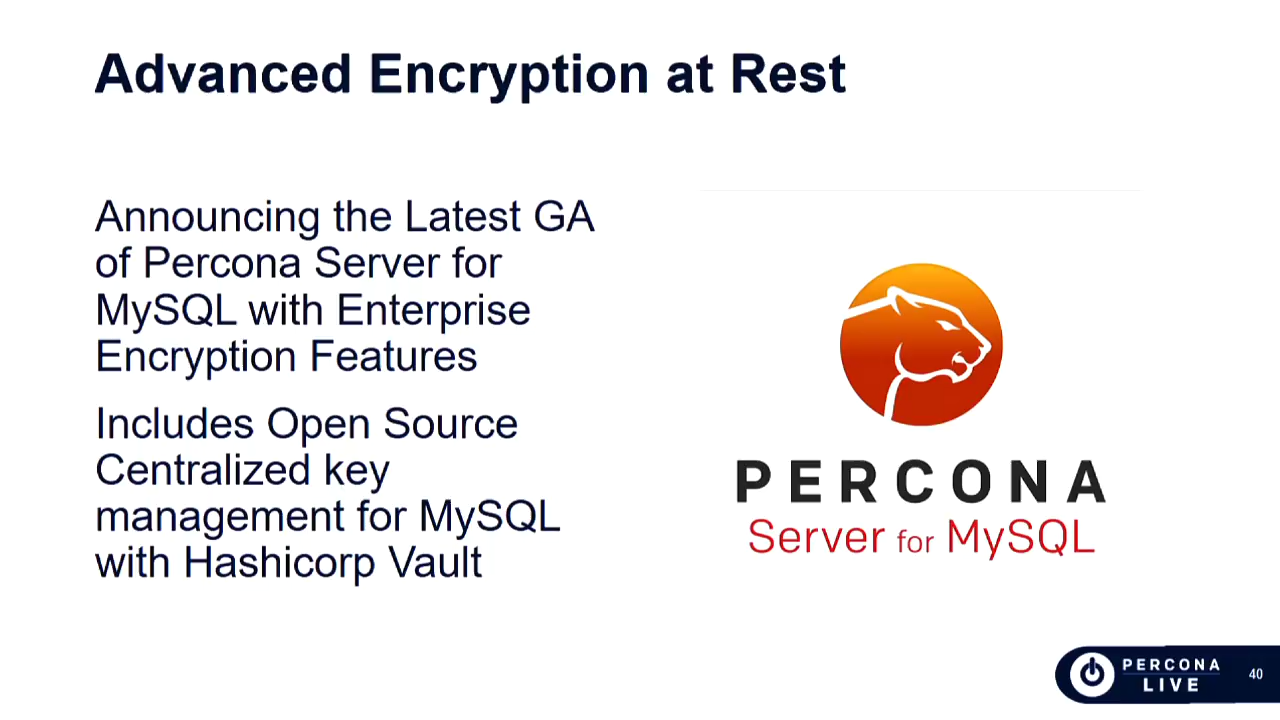 Advanced Encryption at Rest
Announcing the Latest GA
of Percona Server for
MySQL with Enterprise
Encryption Features
Includes Open Source
Centralized key
management for MySQL
with Hashicorp Vault
PERCONA
Server for MySQL
PERCONA
LIVE
40